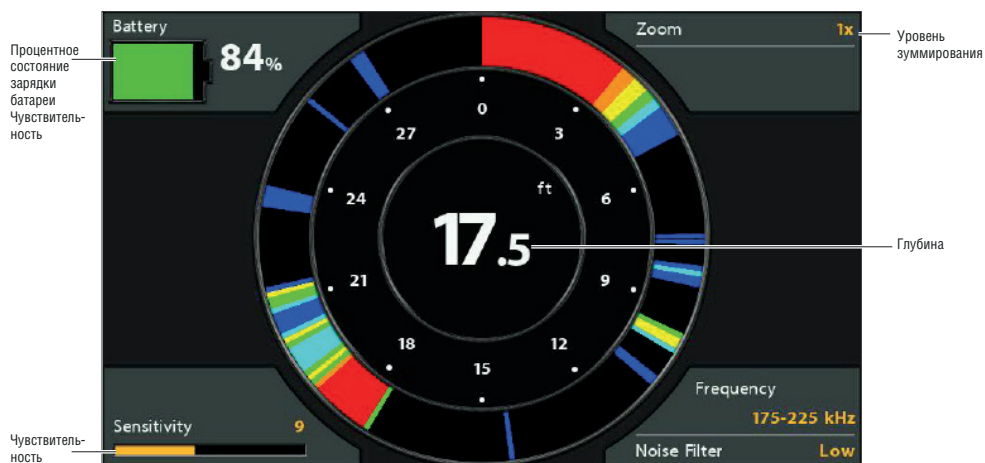 Процентное
состояние
зарядки
батареи
Чувствитель-
ность
Battery
84%
Zoom 1x
Уровень
зуммирования
0
27 3
ft
24 6
17.5
Глубина
21 9
18 12
15
Frequency
175-225 kHz
Sensitivity 9
Noise Filter Low
Чувствитель-
ность